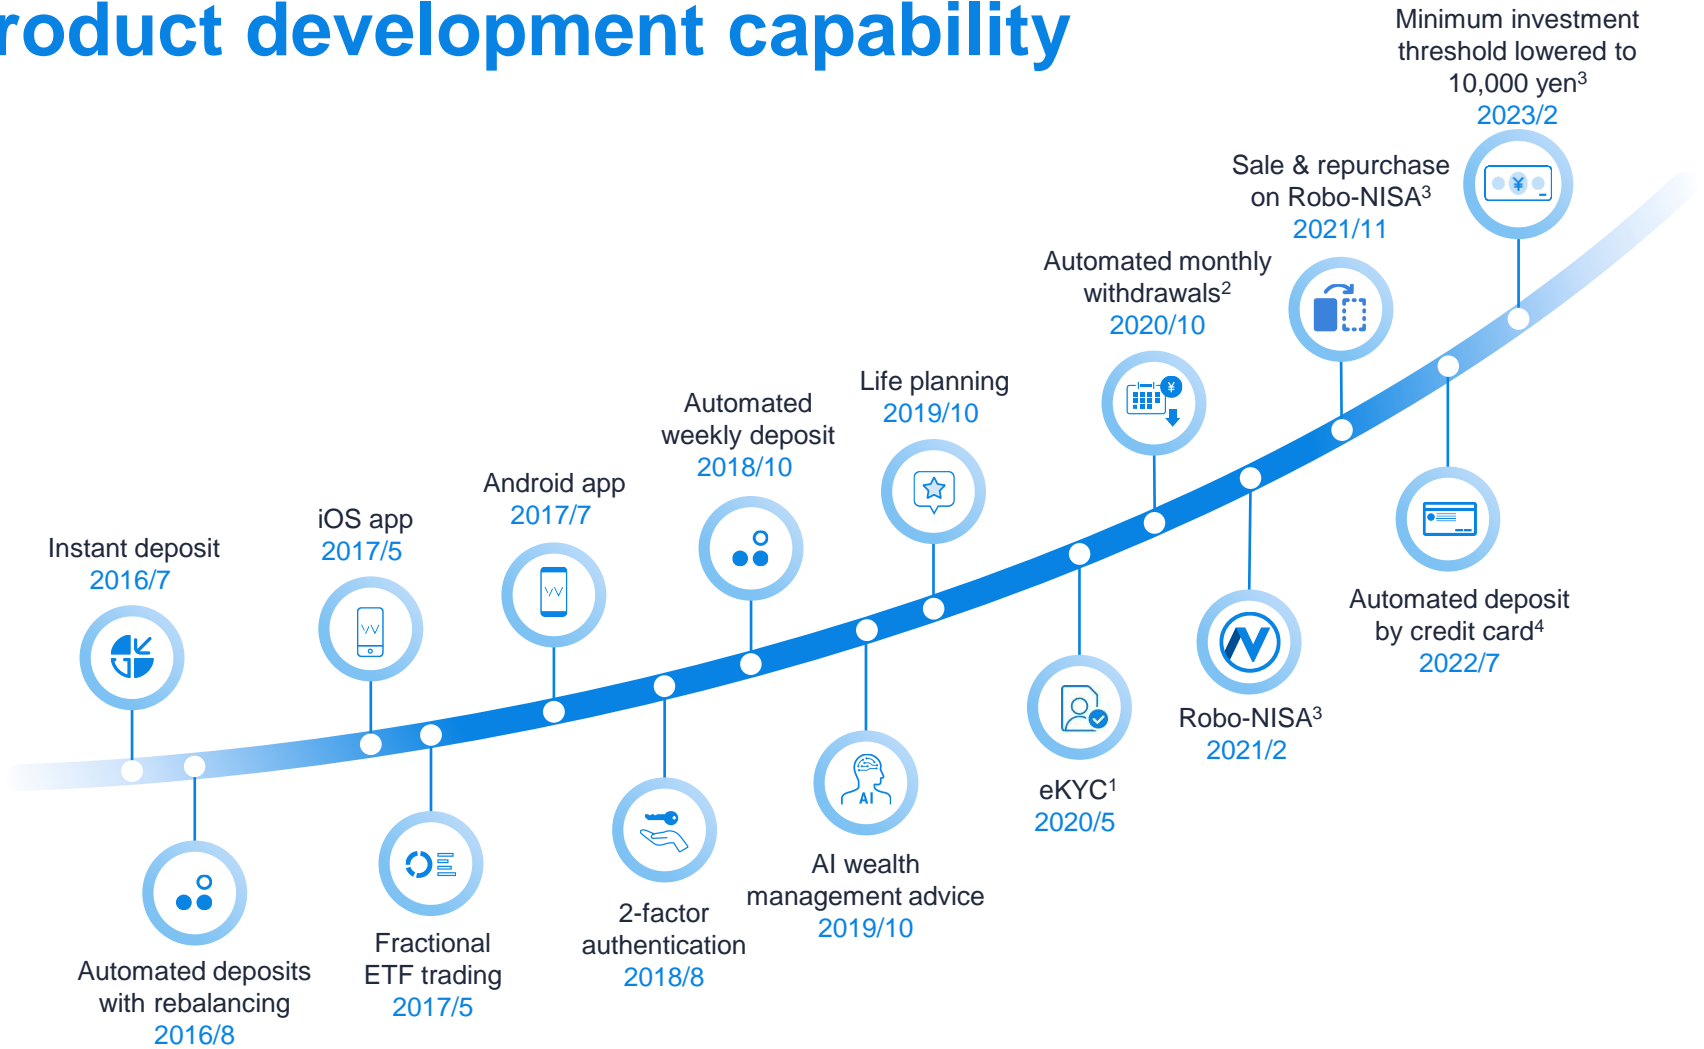 roduct development capability
Minimum investment
threshold lowered to
10,000 yen³
2023/2
Sale & repurchase
on Robo-NISA³
2021/11
Automated monthly
withdrawals²
2020/10
Life planning
2019/10
Automated
weekly deposit
2018/10
Android app
2017/7
iOS app
2017/5
Instant deposit
2016/7
Automated deposit
by credit card⁴
2022/7
Robo-NISA³
2021/2
eKYC¹
2020/5
AI
AI wealth
management advice
2019/10
2-factor
authentication
2018/8
Fractional
ETF trading
2017/5
Automated deposits
with rebalancing
2016/8
¥
¥